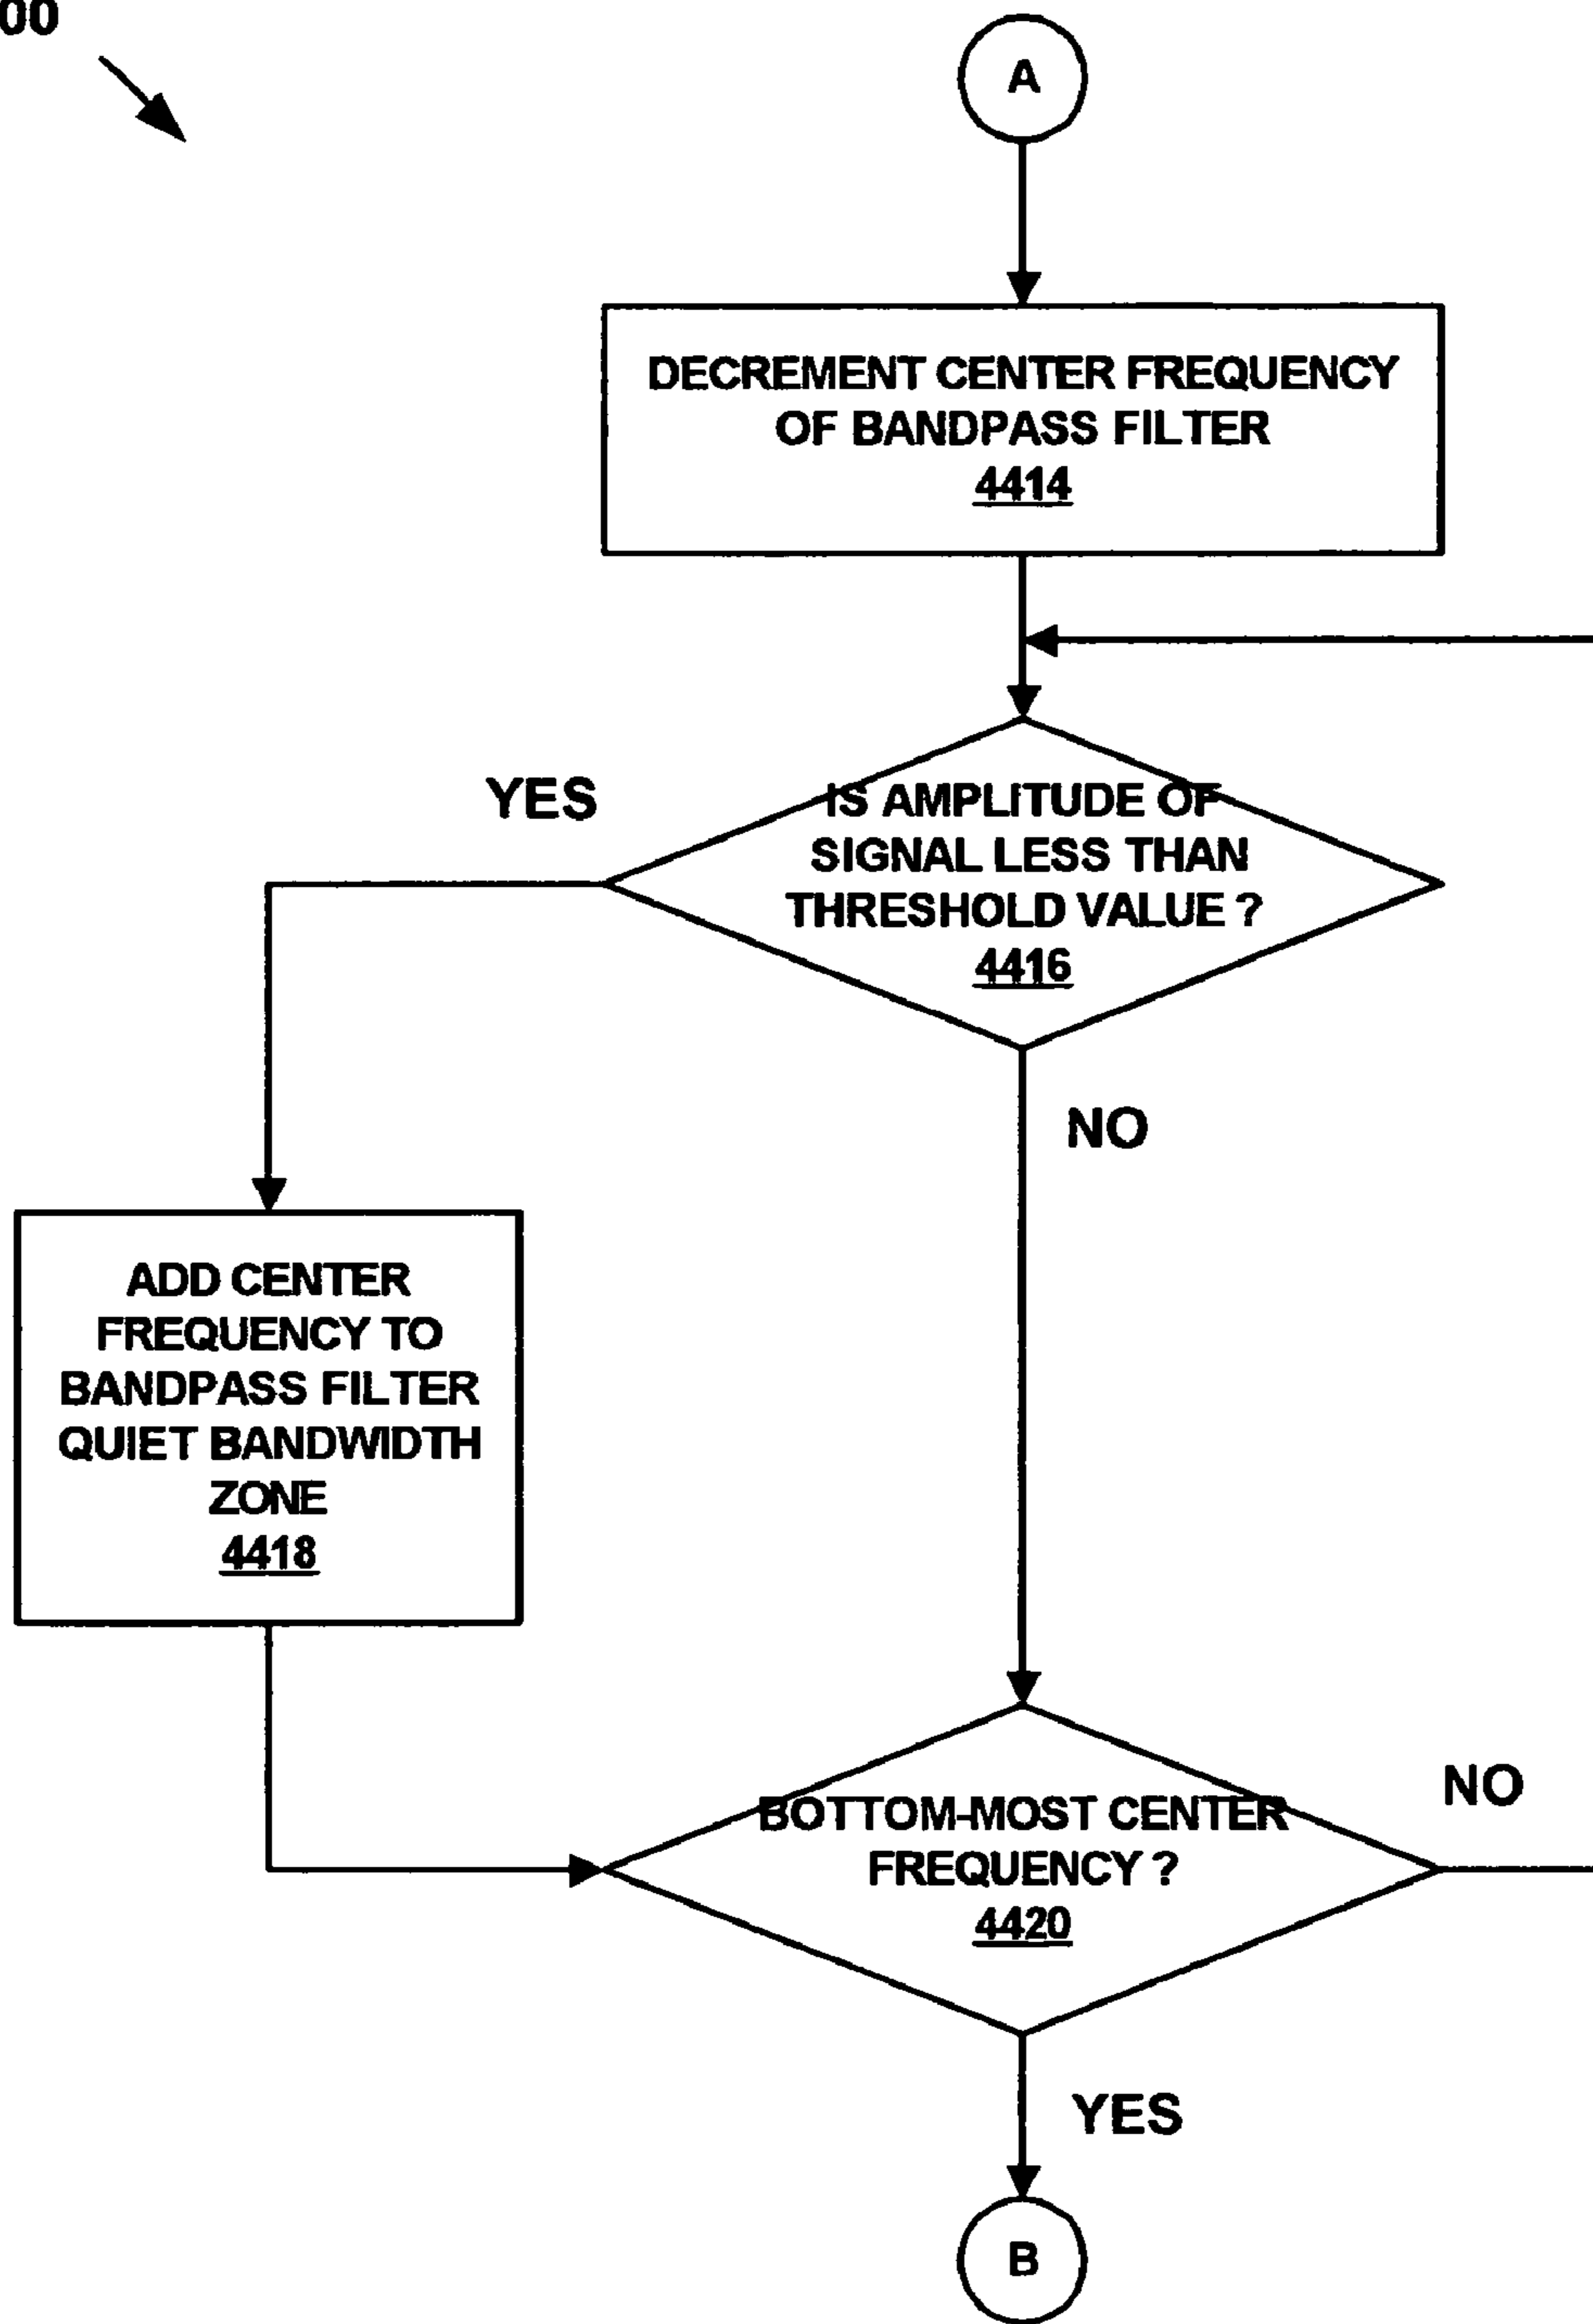 00
A
DECREMENT CENTER FREQUENCY
OF BANDPASS FILTER
4414
YES
IS AMPLITUDE OF
SIGNAL LESS THAN
THRESHOLD VALUE ?
4416
NO
ADD CENTER
FREQUENCY TO
BANDPASS FILTER
QUIET BANDWIDTH
ZONE
4418
NO
BOTTOM-MOST CENTER
FREQUENCY ?
4420
YES
B